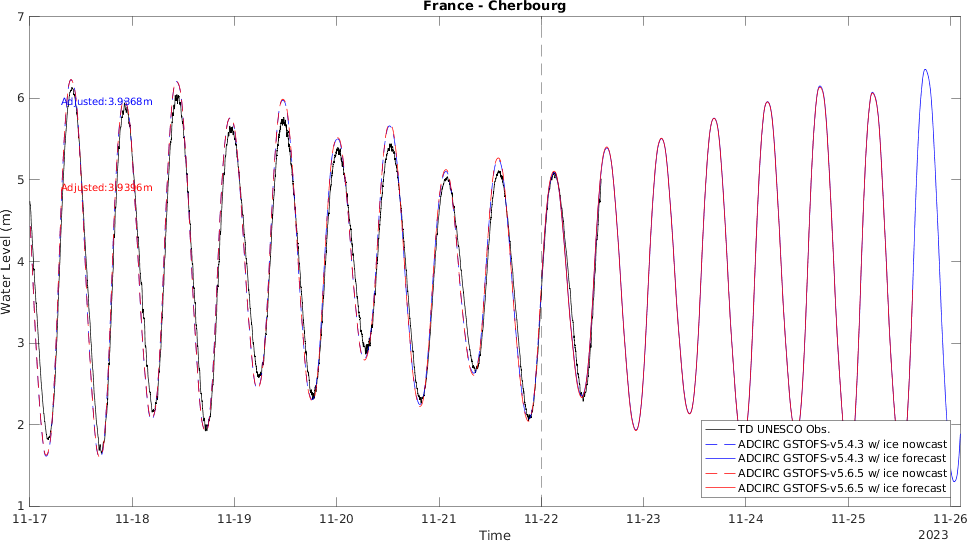 France - Cherbourg
7
6
5
4
3
2
1
Water Level (m)
Adjusted:3.9368m
Adjusted:3.9396m
TD UNESCO Obs.
ADCIRC GSTOFS-v5.4.3 w/ ice nowcast
ADCIRC GSTOFS-v5.4.3 w/ ice forecast
ADCIRC GSTOFS-v5.6.5 w/ ice nowcast
ADCIRC GSTOFS-v5.6.5 w/ ice forecast
11-17 11-18 11-19 11-20 11-21 11-22 11-23 11-24 11-25 11-26
Time 2023